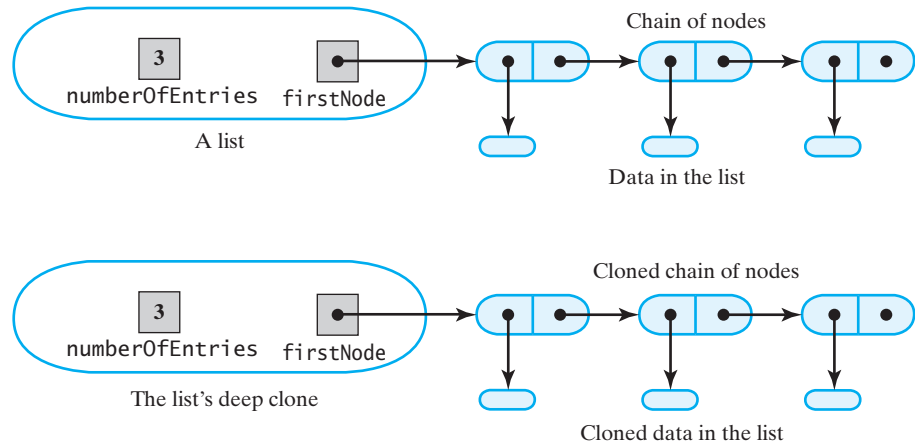 Chain of nodes
3
numberOfEntries
firstNode
A list
Data in the list
Cloned chain of nodes
3
numberOfEntries
firstNode
The list’s deep clone
Cloned data in the list